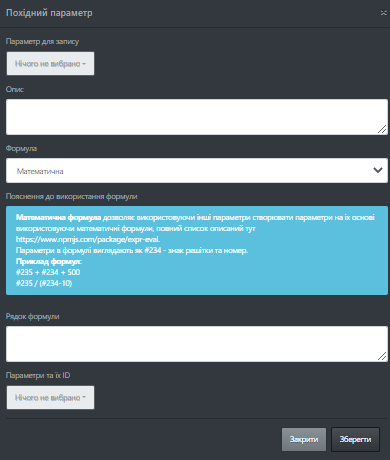 Похідний параметр
Параметр для запису
Нічого не вибрано
Опис
Формула
Математична
Пояснення до використання формули
Математична формула дозволяє використовуючи інші параметри створювати параметри на їх основі
використовуючи математичні формули, повний список описаний тут
https://www.npmjs.com/package/expr-eval.
Параметри в формулі виглядають як #234 - знак решітки та номер.
Приклад формул:
#235 + #234 + 500
#235 / (#234-10)
Рядок формули
Параметри та їх ID
Нічого не вибрано
Закрити Зберегти